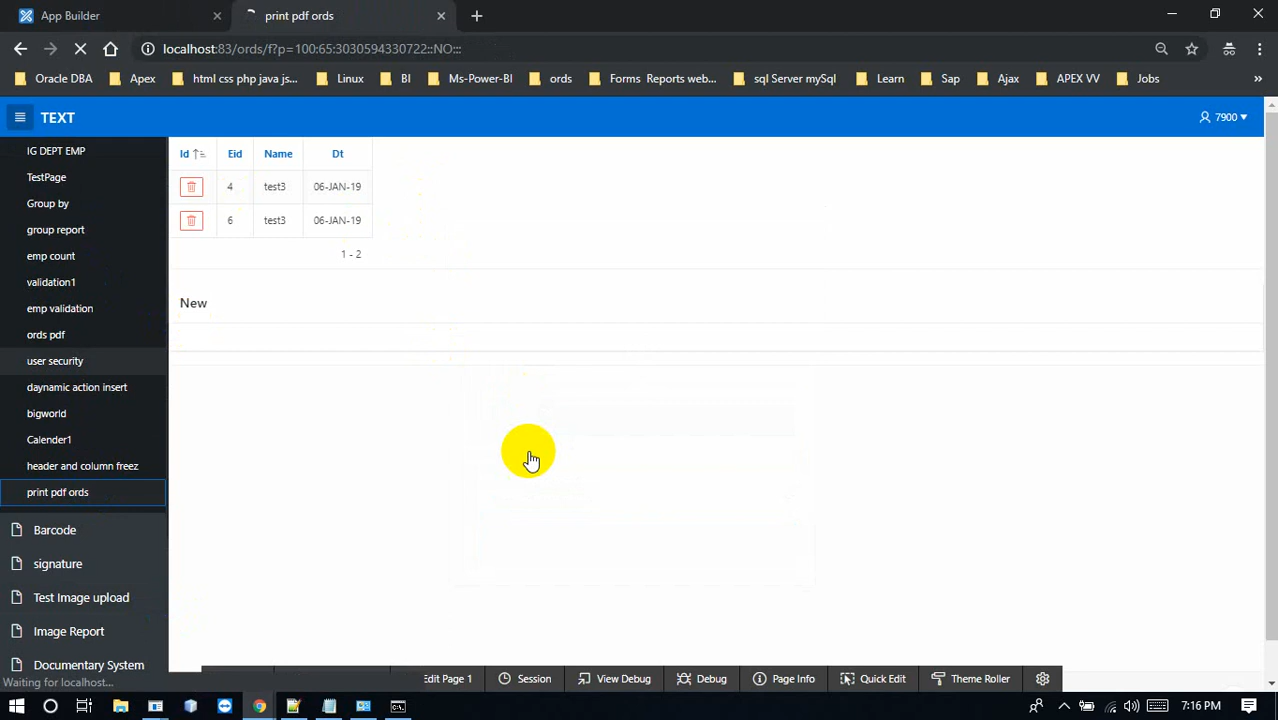 App Builder
print pdf ords
localhost:83/ords/f?p=100:65:3030594330722::NO:::
Oracle DBA Apex html css php java js... Linux BI Ms-Power-BI ords Forms Reports web... sql Server mySql Learn Sap Ajax APEX VV Jobs »
TEXT
7900
IG DEPT EMP
TestPage
Group by
group report
emp count
validation1
emp validation
ords pdf
user security
daynamic action insert
bigworld
Calender1
header and column freez
print pdf ords
Barcode
signature
Test Image upload
Image Report
Documentary System
Waiting for localhost...
Id Eid Name Dt
4 test3 06-JAN-19
6 test3 06-JAN-19
1 - 2
New
Edit Page 1 Session View Debug Debug Page Info Quick Edit Theme Roller
7:16 PM